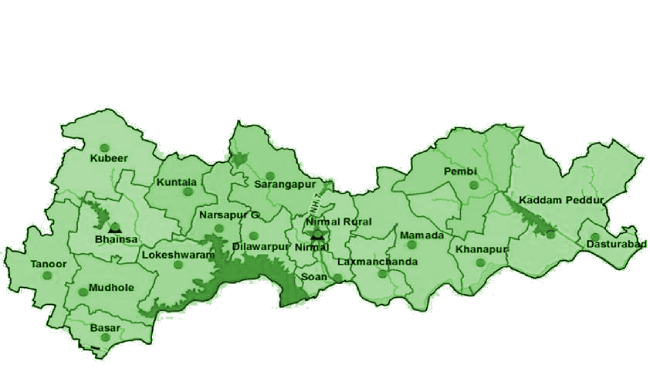 Kubeer
Kuntala
Sarangapur
Pembi
Kaddam Peddur
NH.7
Narsapur G
Nirmal Rural
Bhainsa
Dilawarpur
Nirmal
Mamada
Dasturabad
Lokeshwaram
Khanapur
Tanoor
Laxmanchanda
Soan
Mudhole
Basar